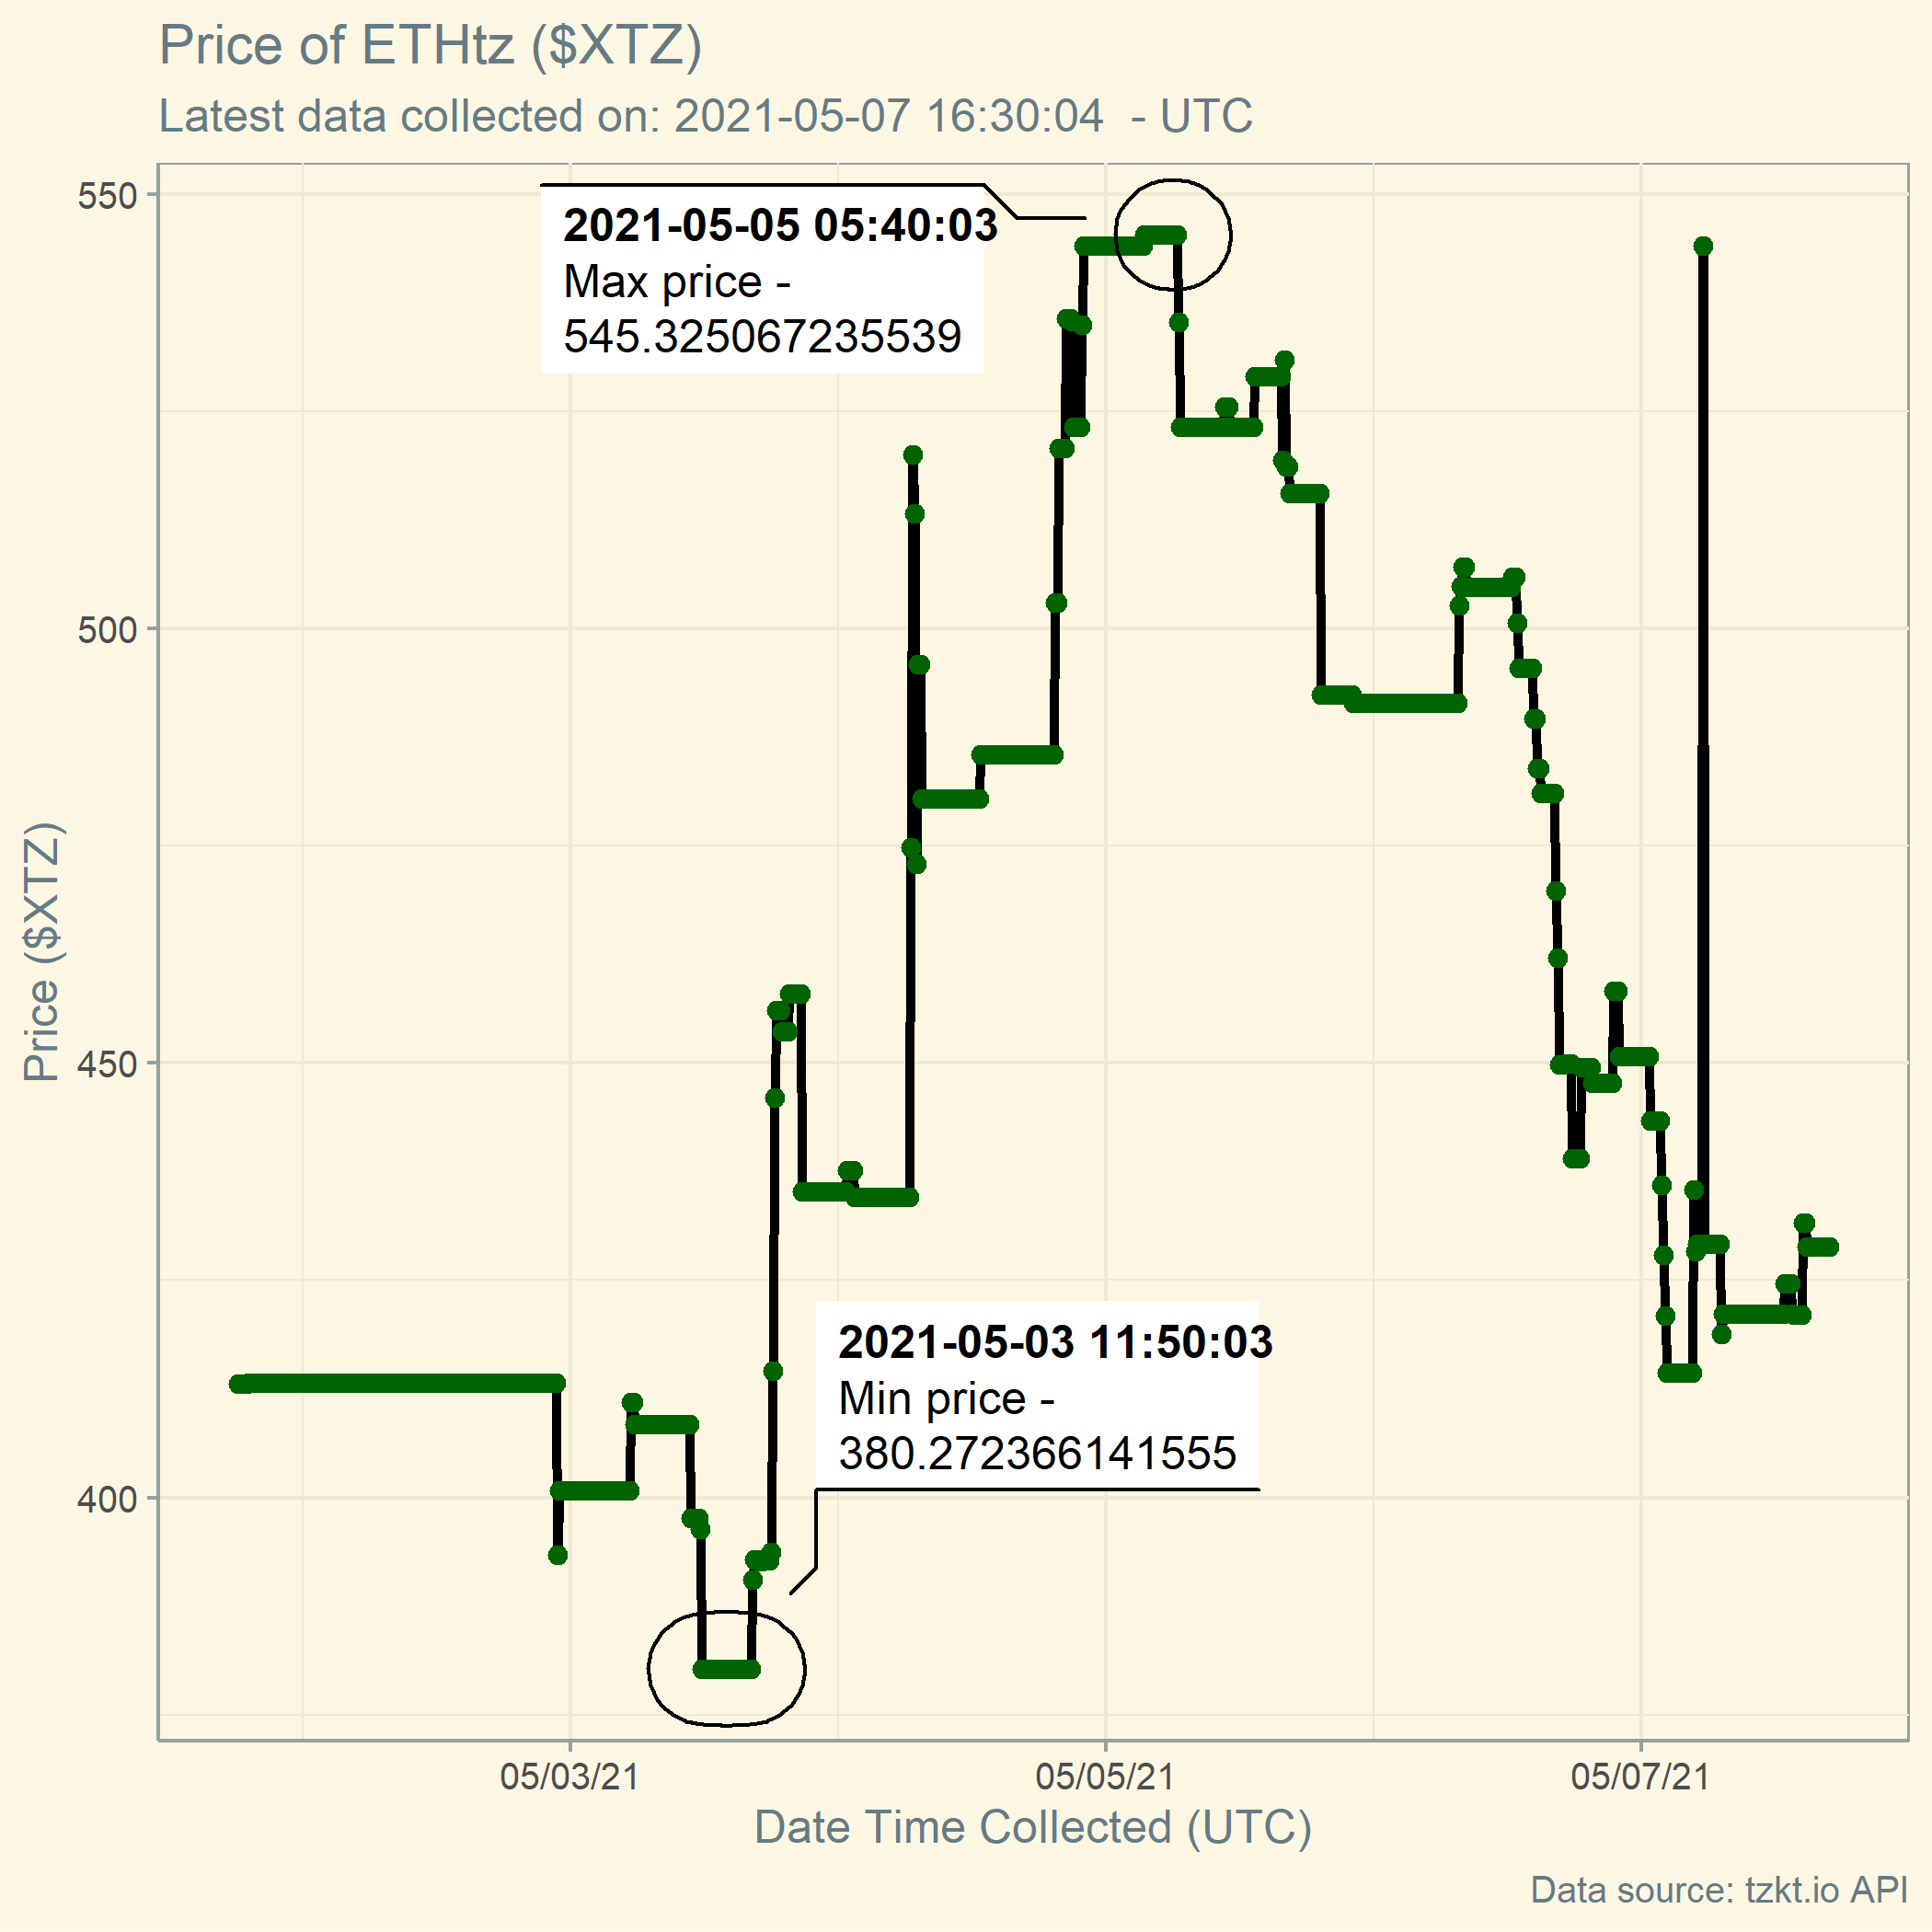 Price of ETHtz ($XTZ)
Latest data collected on: 2021-05-07 16:30:04  - UTC
550
500
450
400
Price ($XTZ)
2021-05-05 05:40:03
Max price -
545.325067235539
2021-05-03 11:50:03
Min price -
380.272366141555
05/03/21
05/05/21
05/07/21
Date Time Collected (UTC)
Data source: tzkt.io API